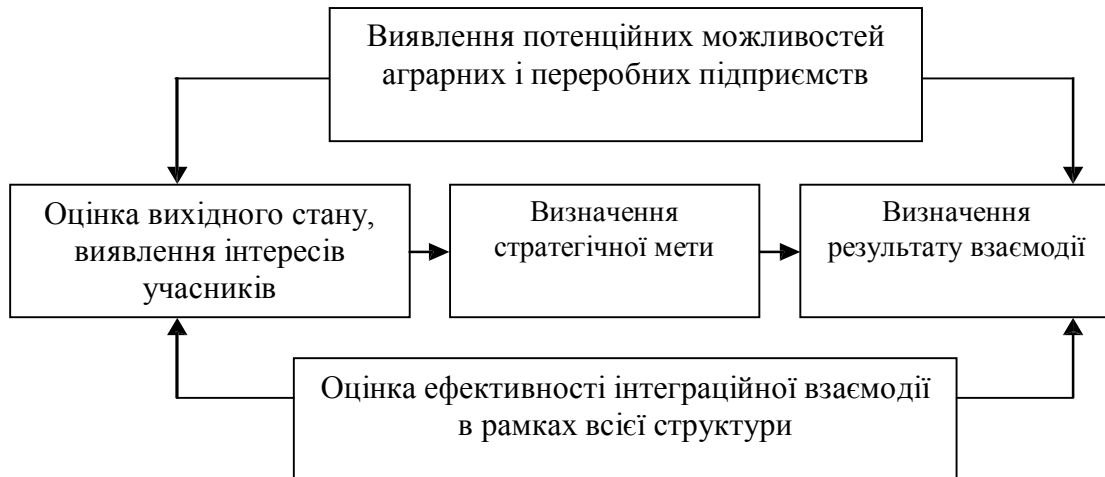 Виявлення потенційних можливостей
аграрних і переробних підприємств
Оцінка вихідного стану,
виявлення інтересів
учасників
Визначення
стратегічної мети
Визначення
результату взаємодії
Оцінка ефективності інтеграційної взаємодії
в рамках всієї структури